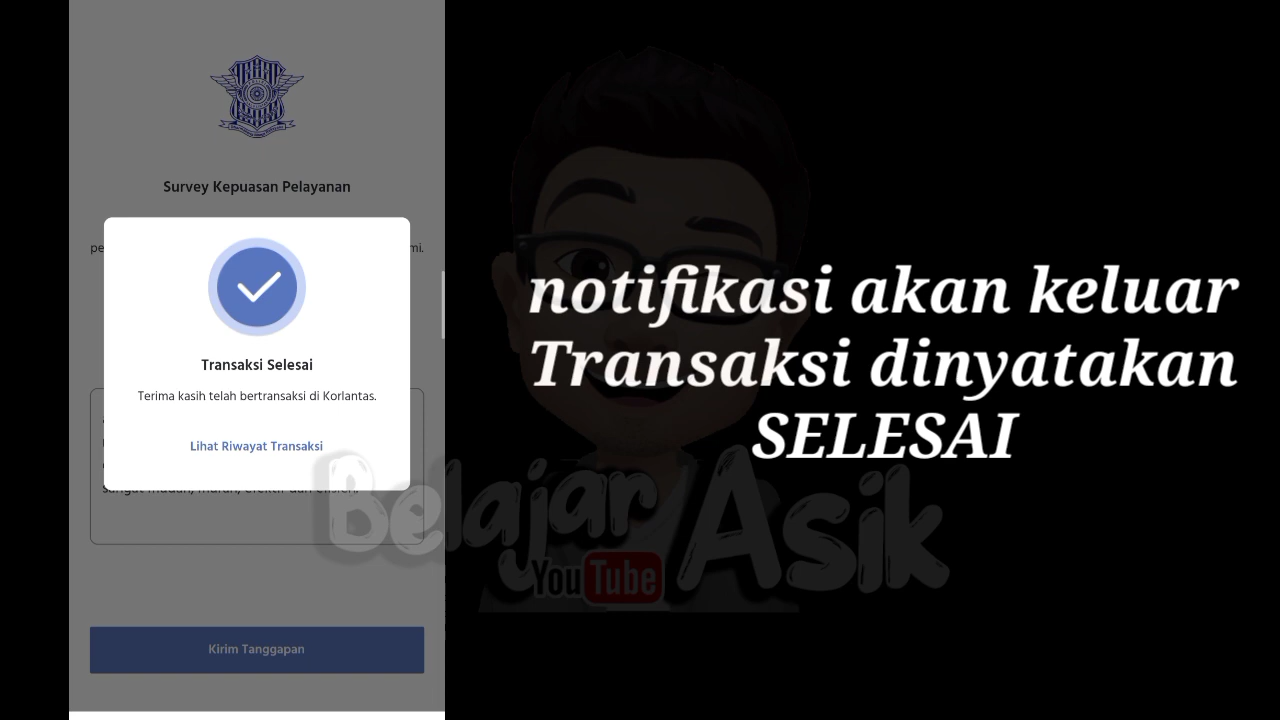 Survey Kepuasan Pelayanan
Transaksi Selesai
Terima kasih telah bertransaksi di Korlantas.
Lihat Riwayat Transaksi
Kirim Tanggapan
notifikasi akan keluar
Transaksi dinyatakan
SELESAI
Belajar Asik
YouTube